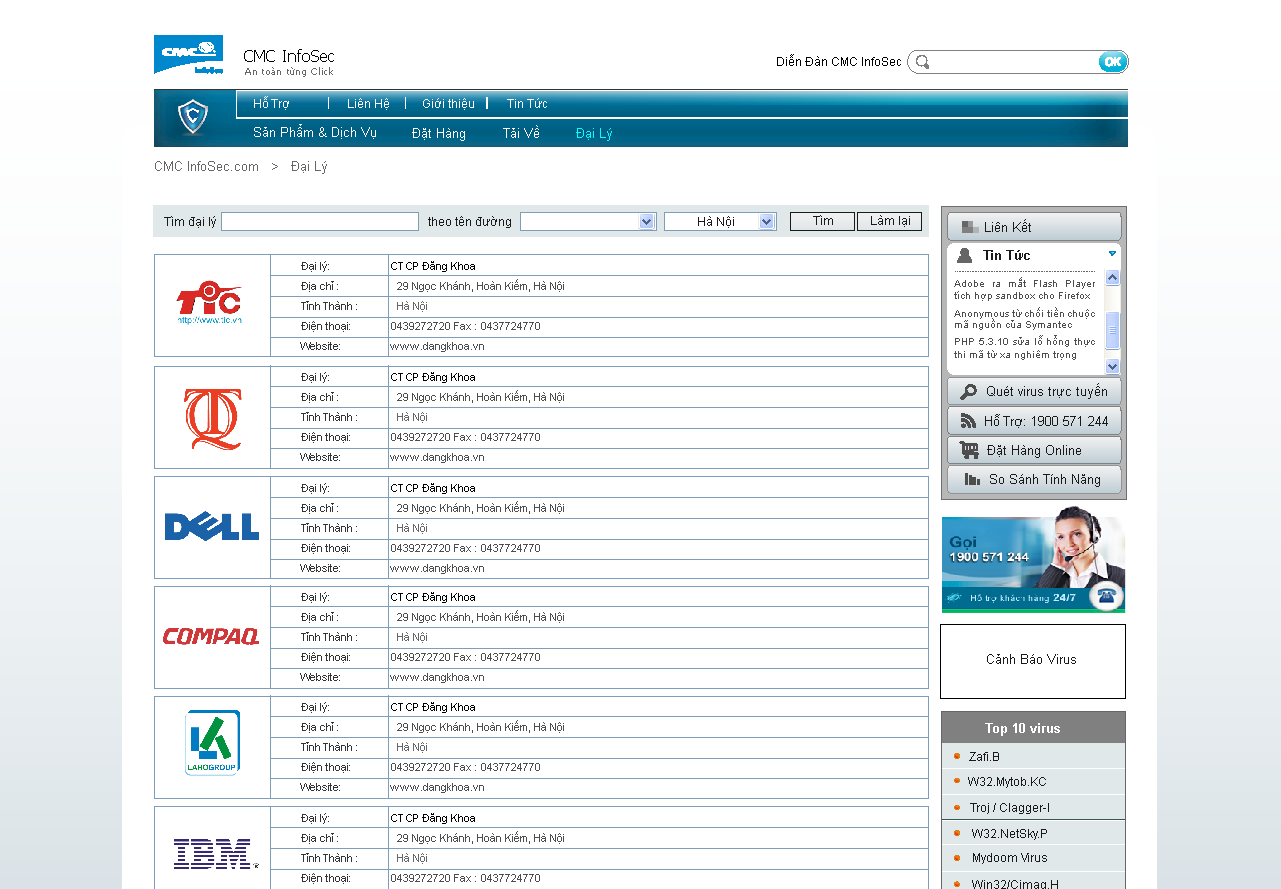 CMC InfoSec
CMC InfoSec
An toàn từng Click
Diễn Đàn CMC InfoSec
OK
Hỗ Trợ | Liên Hệ | Giới thiệu | Tin Tức
Sản Phẩm & Dịch Vụ Đặt Hàng Tải Về Đại Lý
CMC InfoSec.com > Đại Lý
Tìm đại lý theo tên đường Hà Nội Tìm Làm lại
TIC
http://www.tic.vn
Đại lý: CT CP Đăng Khoa
Địa chỉ : 29 Ngọc Khánh, Hoàn Kiếm, Hà Nội
Tỉnh Thành : Hà Nội
Điện thoại: 0439272720 Fax : 0437724770
Website: www.dangkhoa.vn
Đại lý: CT CP Đăng Khoa
Địa chỉ : 29 Ngọc Khánh, Hoàn Kiếm, Hà Nội
Tỉnh Thành : Hà Nội
Điện thoại: 0439272720 Fax : 0437724770
Website: www.dangkhoa.vn
DELL
Đại lý: CT CP Đăng Khoa
Địa chỉ : 29 Ngọc Khánh, Hoàn Kiếm, Hà Nội
Tỉnh Thành : Hà Nội
Điện thoại: 0439272720 Fax : 0437724770
Website: www.dangkhoa.vn
COMPAQ
Đại lý: CT CP Đăng Khoa
Địa chỉ : 29 Ngọc Khánh, Hoàn Kiếm, Hà Nội
Tỉnh Thành : Hà Nội
Điện thoại: 0439272720 Fax : 0437724770
Website: www.dangkhoa.vn
LAHOGROUP
Đại lý: CT CP Đăng Khoa
Địa chỉ : 29 Ngọc Khánh, Hoàn Kiếm, Hà Nội
Tỉnh Thành : Hà Nội
Điện thoại: 0439272720 Fax : 0437724770
Website: www.dangkhoa.vn
IBM®
Đại lý: CT CP Đăng Khoa
Địa chỉ : 29 Ngọc Khánh, Hoàn Kiếm, Hà Nội
Tỉnh Thành : Hà Nội
Điện thoại: 0439272720 Fax : 0437724770
Liên Kết
Tin Tức
Adobe ra mắt Flash Player
tích hợp sandbox cho Firefox
Anonymous từ chối tiền chuộc
mã nguồn của Symantec
PHP 5.3.10 sửa lổ hổng thực
thi mã từ xa nghiêm trọng
Quét virus trực tuyến
Hỗ Trợ: 1900 571 244
Đặt Hàng Online
So Sánh Tính Năng
Gọi
1900 571 244
Hỗ trợ khách hàng 24/7
Cảnh Báo Virus
Top 10 virus
Zafi.B
W32.Mytob.KC
Troj / Clagger-I
W32.NetSky.P
Mydoom Virus
Win32/Cimag.H